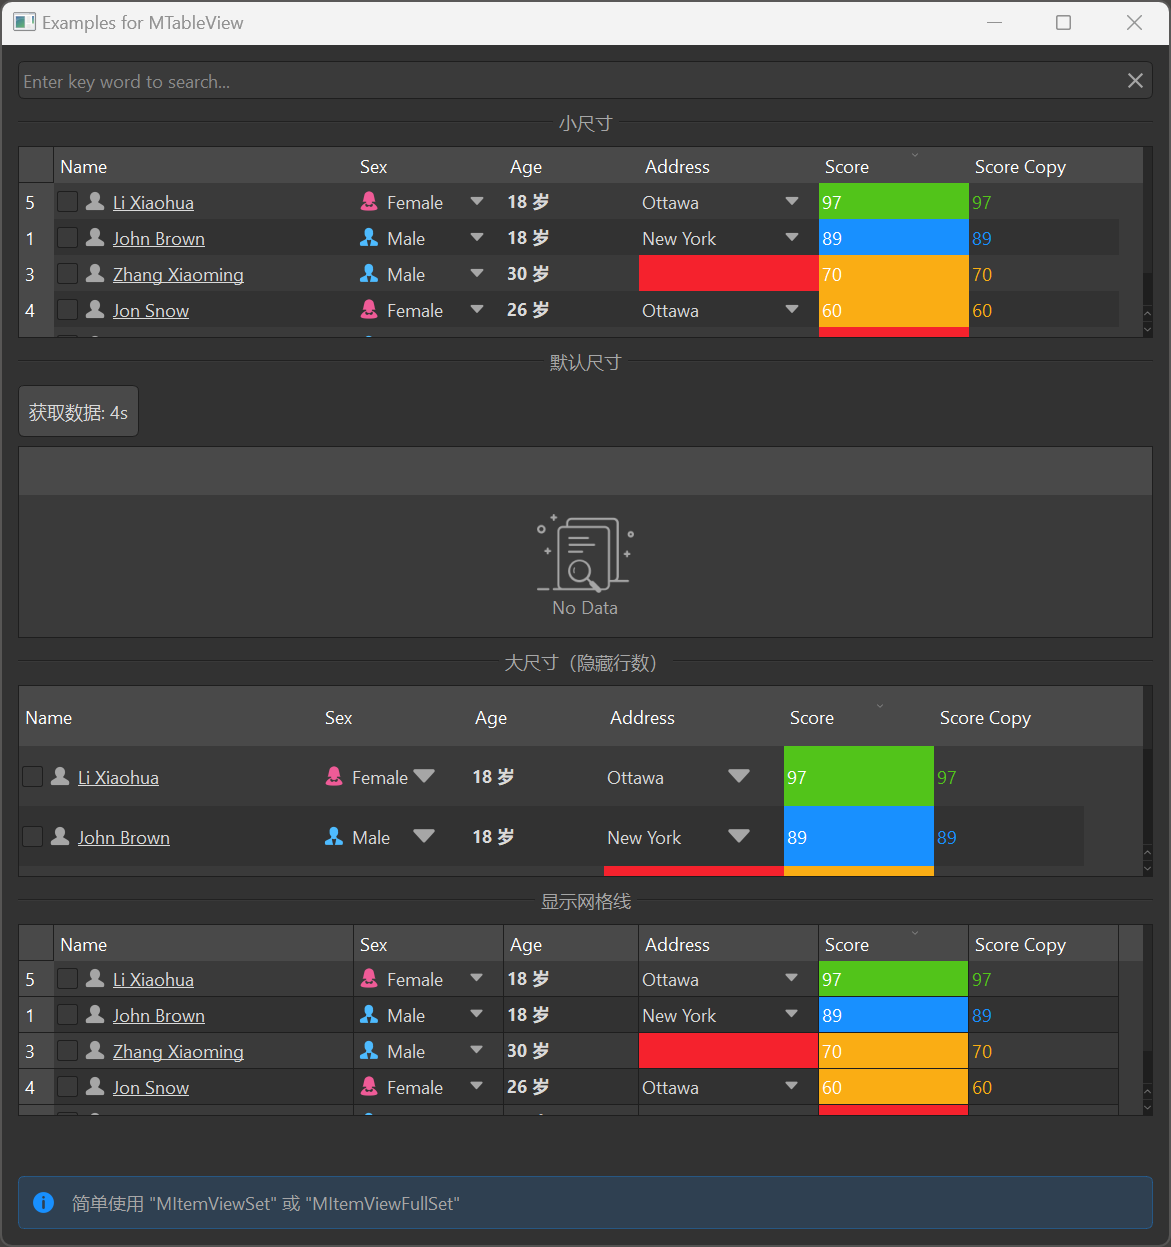 Examples for MTableView
Enter key word to search...
小尺寸
Name Sex Age Address Score Score Copy
5 Li Xiaohua Female 18 岁 Ottawa 97 97
1 John Brown Male 18 岁 New York 89 89
3 Zhang Xiaoming Male 30 岁 70 70
4 Jon Snow Female 26 岁 Ottawa 60 60
默认尺寸
获取数据: 4s
No Data
大尺寸（隐藏行数）
Name Sex Age Address Score Score Copy
Li Xiaohua Female 18 岁 Ottawa 97 97
John Brown Male 18 岁 New York 89 89
显示网格线
Name Sex Age Address Score Score Copy
5 Li Xiaohua Female 18 岁 Ottawa 97 97
1 John Brown Male 18 岁 New York 89 89
3 Zhang Xiaoming Male 30 岁 70 70
4 Jon Snow Female 26 岁 Ottawa 60 60
简单使用 "MItemViewSet" 或 "MItemViewFullSet"